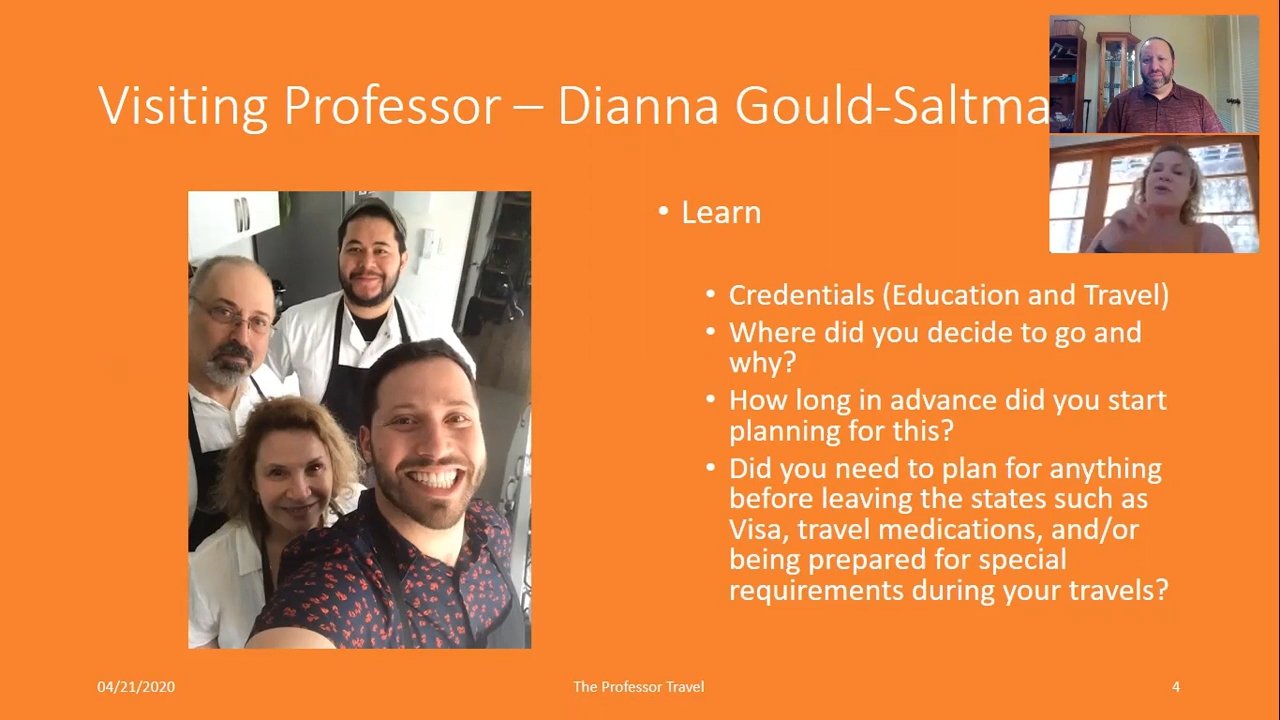 Visiting Professor – Dianna Gould-Saltma
• Learn
• Credentials (Education and Travel)
• Where did you decide to go and
why?
• How long in advance did you start
planning for this?
• Did you need to plan for anything
before leaving the states such as
Visa, travel medications, and/or
being prepared for special
requirements during your travels?
04/21/2020
The Professor Travel
4